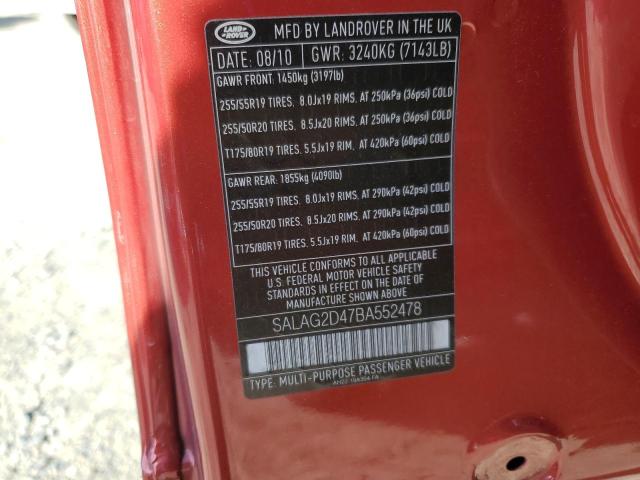 LAND ROVER
MFD BY LANDROVER IN THE UK
DATE: 08/10 GWR: 3240KG (7143LB)
GAWR FRONT: 1450kg (3197lb)
255/55R19 TIRES. 8.0Jx19 RIMS. AT 250kPa (36psi) COLD
255/50R20 TIRES. 8.5Jx20 RIMS. AT 250kPa (36psi) COLD
T175/80R19 TIRES. 5.5Jx19 RIM. AT 420kPa (60psi) COLD
GAWR REAR: 1855kg (4090lb)
255/55R19 TIRES. 8.0Jx19 RIMS. AT 290kPa (42psi) COLD
255/50R20 TIRES. 8.5Jx20 RIMS. AT 290kPa (42psi) COLD
T175/80R19 TIRES. 5.5Jx19 RIM. AT 420kPa (60psi) COLD
THIS VEHICLE CONFORMS TO ALL APPLICABLE
U.S. FEDERAL MOTOR VEHICLE SAFETY
STANDARDS IN EFFECT ON THE DATE OF
MANUFACTURE SHOWN ABOVE
SALAG2D47BA552478
TYPE: MULTI-PURPOSE PASSENGER VEHICLE